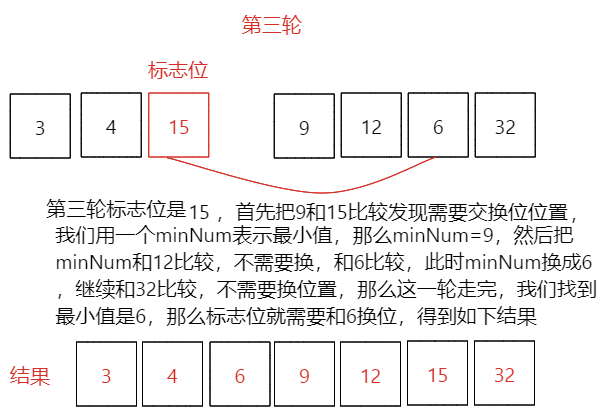 第三轮
标志位
3 4 15 9 12 6 32
第三轮标志位是15，首先把9和15比较发现需要交换位位置，
我们用一个minNum表示最小值，那么minNum=9，然后把
minNum和12比较，不需要换，和6比较，此时minNum换成6
，继续和32比较，不需要换位置，那么这一轮走完，我们找到
最小值是6，那么标志位就需要和6换位，得到如下结果
结果 3 4 6 9 12 15 32